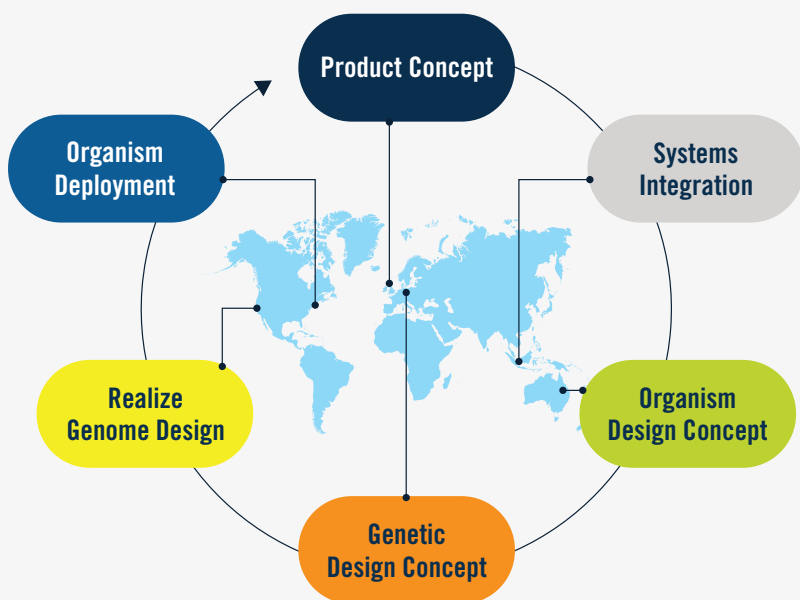 Product Concept
Systems
Integration
Organism
Design Concept
Genetic
Design Concept
Realize
Genome Design
Organism
Deployment